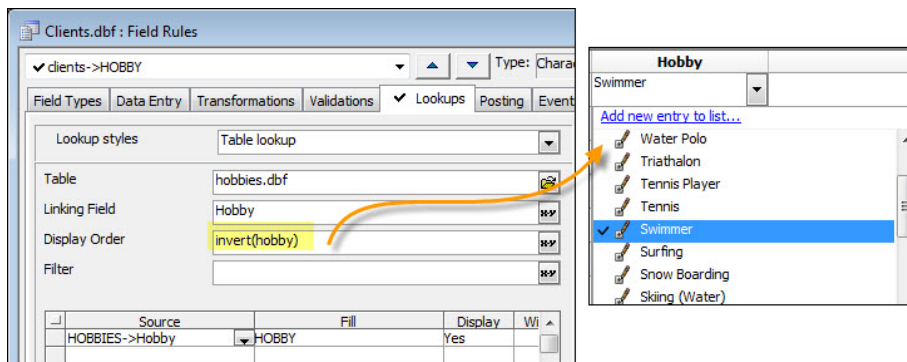 Clients.dbf : Field Rules
clients->HOBBY Type: Charac
Field Types Data Entry Transformations Validations Lookups Posting Event
Lookup styles Table lookup
Table hobbies.dbf
Linking Field Hobby
Display Order invert(hobby)
Filter
Source Fill Display Wi
HOBBIES->Hobby HOBBY Yes
Hobby
Swimmer
Add new entry to list...
Water Polo
Triathalon
Tennis Player
Tennis
Swimmer
Surfing
Snow Boarding
Skiing (Water)